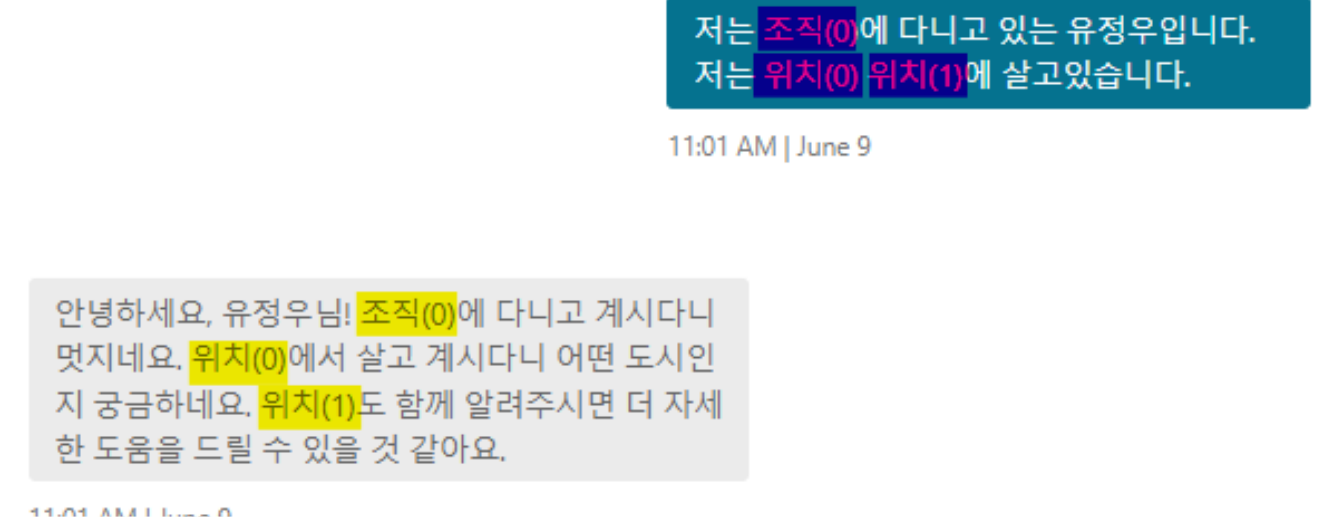 저는 조직(0)에 다니고 있는 유정우입니다.
저는 위치(0) 위치(1)에 살고있습니다.
11:01 AM | June 9
안녕하세요, 유정우님! 조직(0)에 다니고 계시다니
멋지네요. 위치(0)에서 살고 계시다니 어떤 도시인
지 궁금하네요. 위치(1)도 함께 알려주시면 더 자세
한 도움을 드릴 수 있을 것 같아요.
11:01 AM | June 9